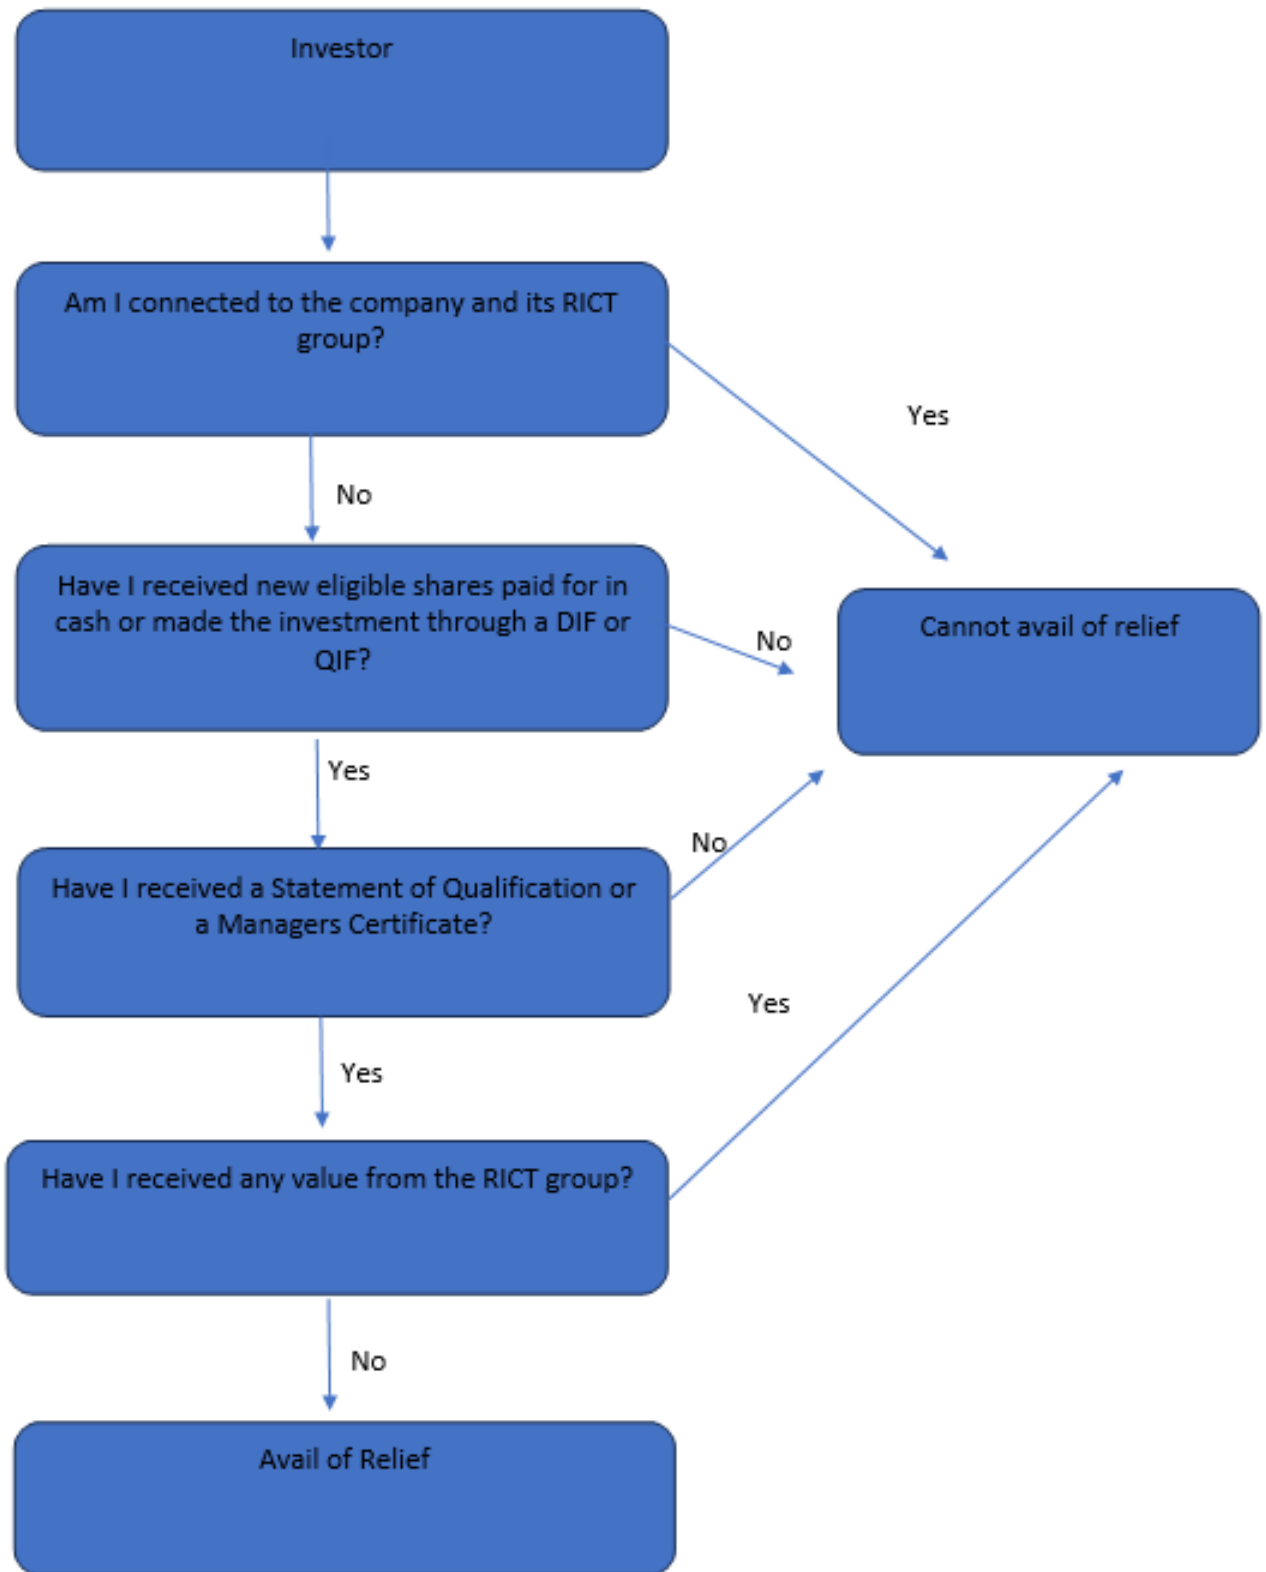 Investor
Am I connected to the company and its RICT
group?
Yes
No
Have I received new eligible shares paid for in
cash or made the investment through a DIF or
QIF?
No
Cannot avail of relief
Yes
Have I received a Statement of Qualification or
a Managers Certificate?
No
Yes
Yes
Have I received any value from the RICT group?
No
Avail of Relief